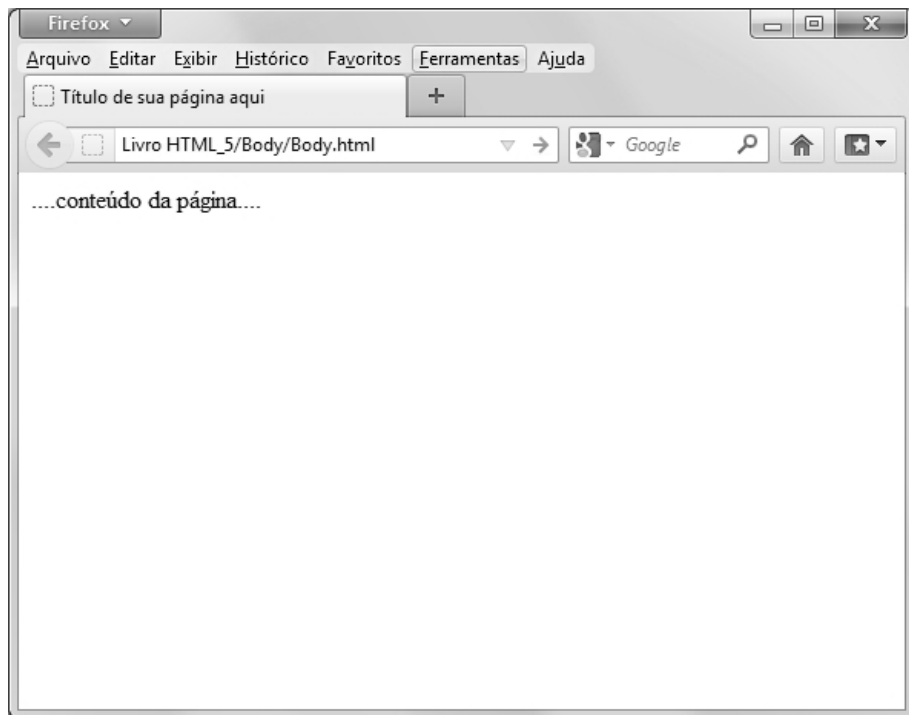 Firefox
Arquivo Editar Exibir Histórico Favoritos Ferramentas Ajuda
Título de sua página aqui
Livro HTML_5/Body/Body.html Google
....conteúdo da página....